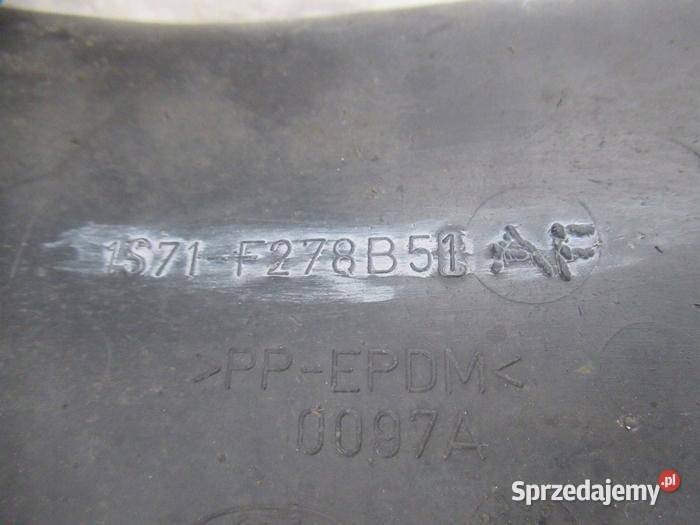 1S71-F278B51 AF
>PP-EPDM<
0097A
Sprzedajemy.pl